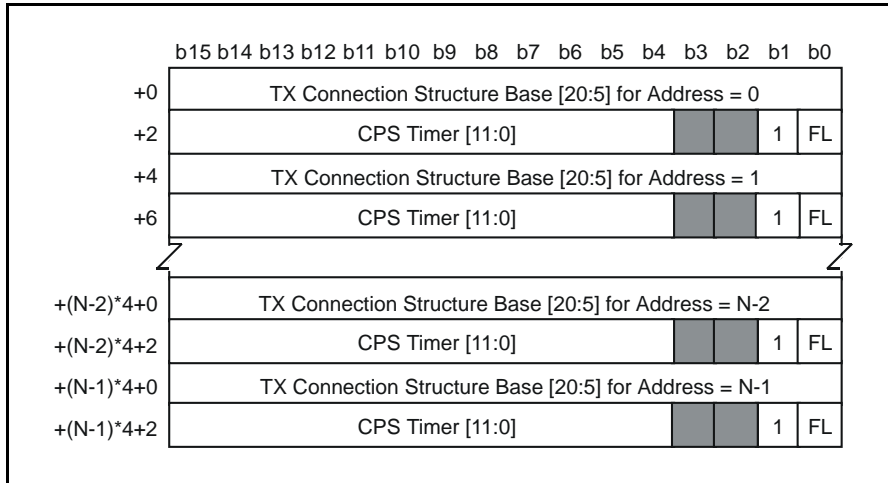 b15 b14 b13 b12 b11 b10 b9 b8 b7 b6 b5 b4 b3 b2 b1 b0
+0 TX Connection Structure Base [20:5] for Address = 0
+2 CPS Timer [11:0] 1 FL
+4 TX Connection Structure Base [20:5] for Address = 1
+6 CPS Timer [11:0] 1 FL
+(N-2)*4+0 TX Connection Structure Base [20:5] for Address = N-2
+(N-2)*4+2 CPS Timer [11:0] 1 FL
+(N-1)*4+0 TX Connection Structure Base [20:5] for Address = N-1
+(N-1)*4+2 CPS Timer [11:0] 1 FL